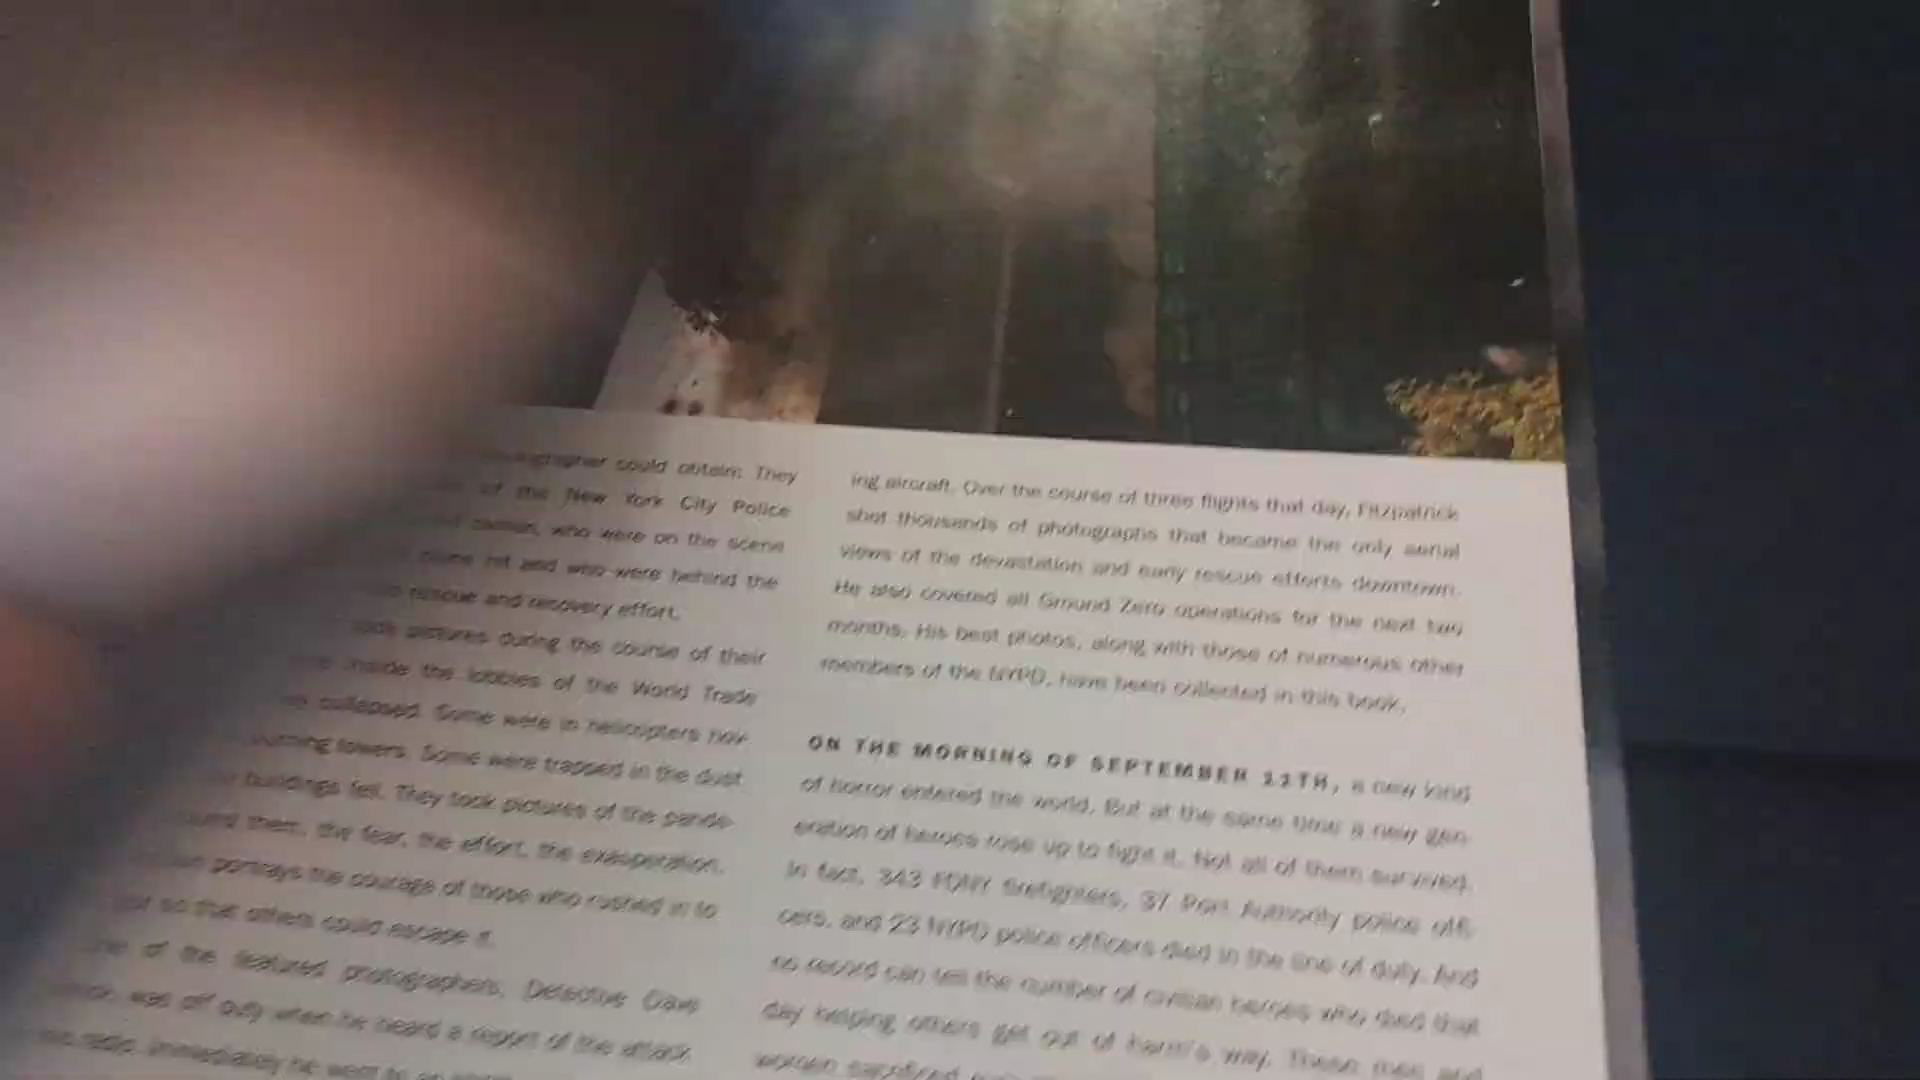 could obtain. They
of the New York City Police
who were on the scene
hit and who were behind the
rescue and recovery effort.
pictures during the course of their
inside the lobbies of the World Trade
collapsed. Some were in helicopters hov-
burning towers. Some were trapped in the dust
buildings fell. They took pictures of the pande-
them, the fear, the effort, the exasperation.
portrays the courage of those who rushed in to
so that others could escape it.
of the featured photographers, Detective Dave
was off duty when he heard a report of the attack
radio. Immediately he went to
ing aircraft. Over the course of three flights that day, Fitzpatrick
shot thousands of photographs that became the only aerial
views of the devastation and early rescue efforts downtown.
He also covered all Ground Zero operations for the next two
months. His best photos, along with those of numerous other
members of the NYPD, have been collected in this book.
ON THE MORNING OF SEPTEMBER 11TH, a new kind
of horror entered the world. But at the same time a new gen-
eration of heroes rose up to fight it. Not all of them survived.
In fact, 343 FDNY firefighters, 37 Port Authority police offi-
cers, and 23 NYPD police officers died in the line of duty. And
no record can tell the number of civilian heroes who died that
day helping others get out of harm's way. These men and
women sacrificed